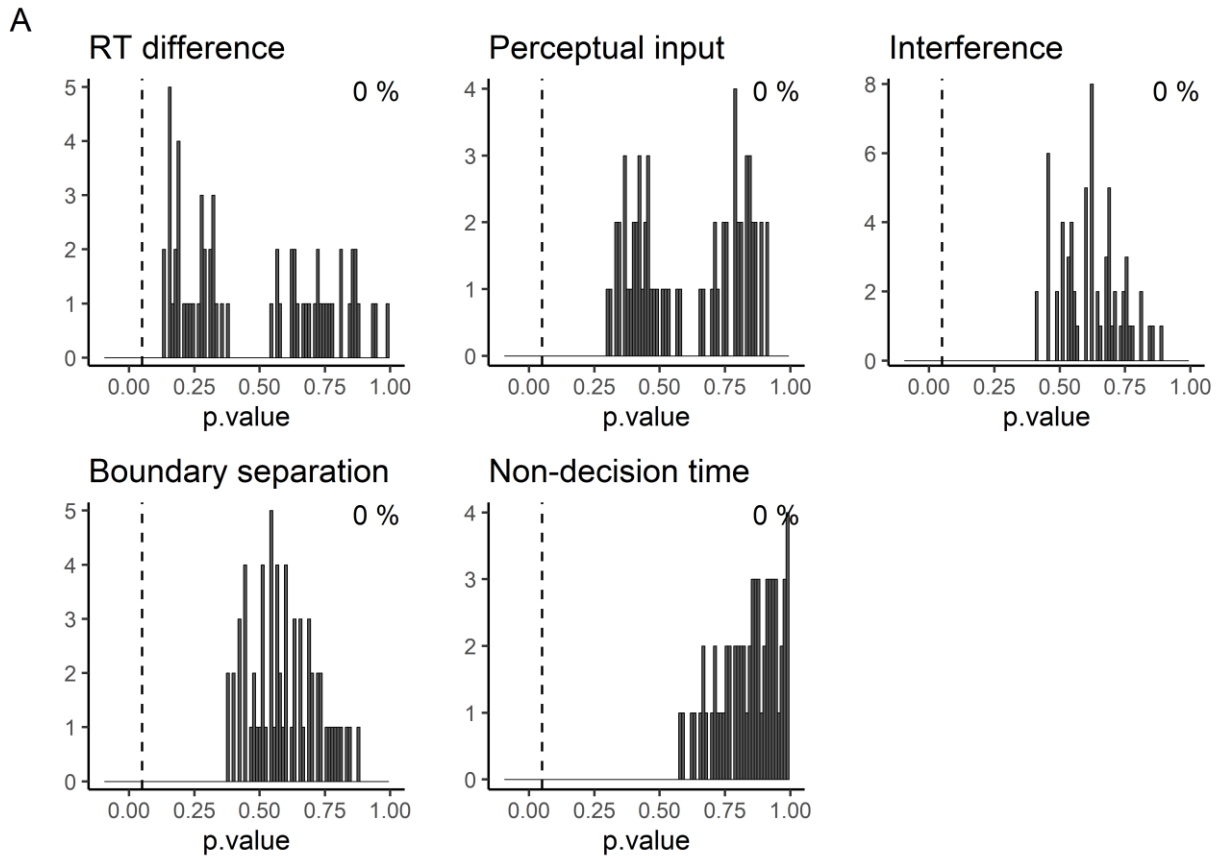 A
RT difference
5
4
3
2
1
0
0 %
0.00 0.25 0.50 0.75 1.00
p.value
Perceptual input
4
3
2
1
0
0 %
0.00 0.25 0.50 0.75 1.00
p.value
Interference
8
6
4
2
0
0 %
0.00 0.25 0.50 0.75 1.00
p.value
Boundary separation
5
4
3
2
1
0
0 %
0.00 0.25 0.50 0.75 1.00
p.value
Non-decision time
4
3
2
1
0
0 %
0.00 0.25 0.50 0.75 1.00
p.value